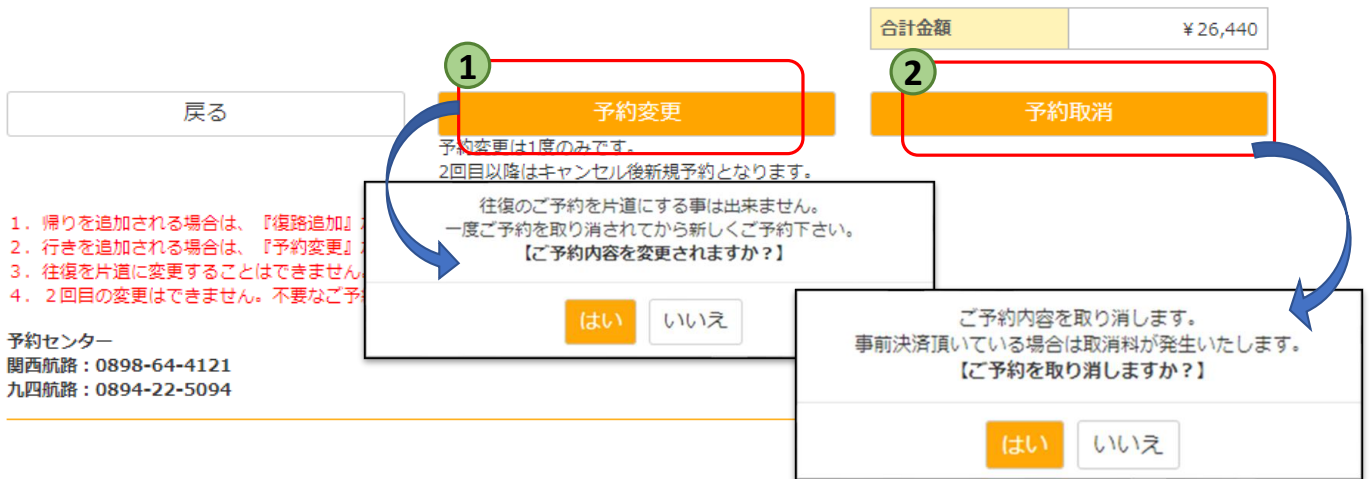 合計金額 ¥26,440
1
2
戻る
予約変更
予約取消
予約変更は1度のみです。
2回目以降はキャンセル後新規予約となります。
1. 帰りを追加される場合は、『復路追加』
2. 行きを追加される場合は、『予約変更』
3. 往復を片道に変更することはできません
4. 2回目の変更はできません。不要なご予
予約センター
関西航路：0898-64-4121
九四航路：0894-22-5094
往復のご予約を片道にする事は出来ません。
一度ご予約を取り消されてから新しくご予約下さい。
【ご予約内容を変更されますか？】
はい いいえ
ご予約内容を取り消します。
事前決済頂いている場合は取消料が発生いたします。
【ご予約を取り消しますか？】
はい いいえ